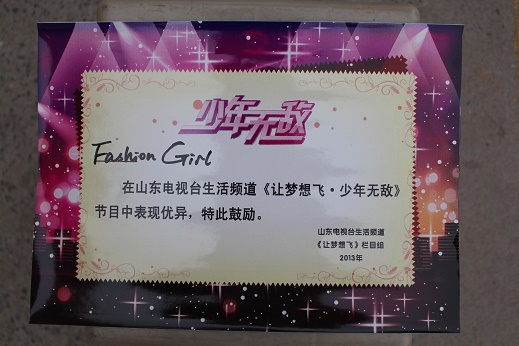 少年无敌
Fashion Girl
在山东电视台生活频道《让梦想飞·少年无敌》
节目中表现优异，特此鼓励。
山东电视台生活频道
《让梦想飞》栏目组
2013年